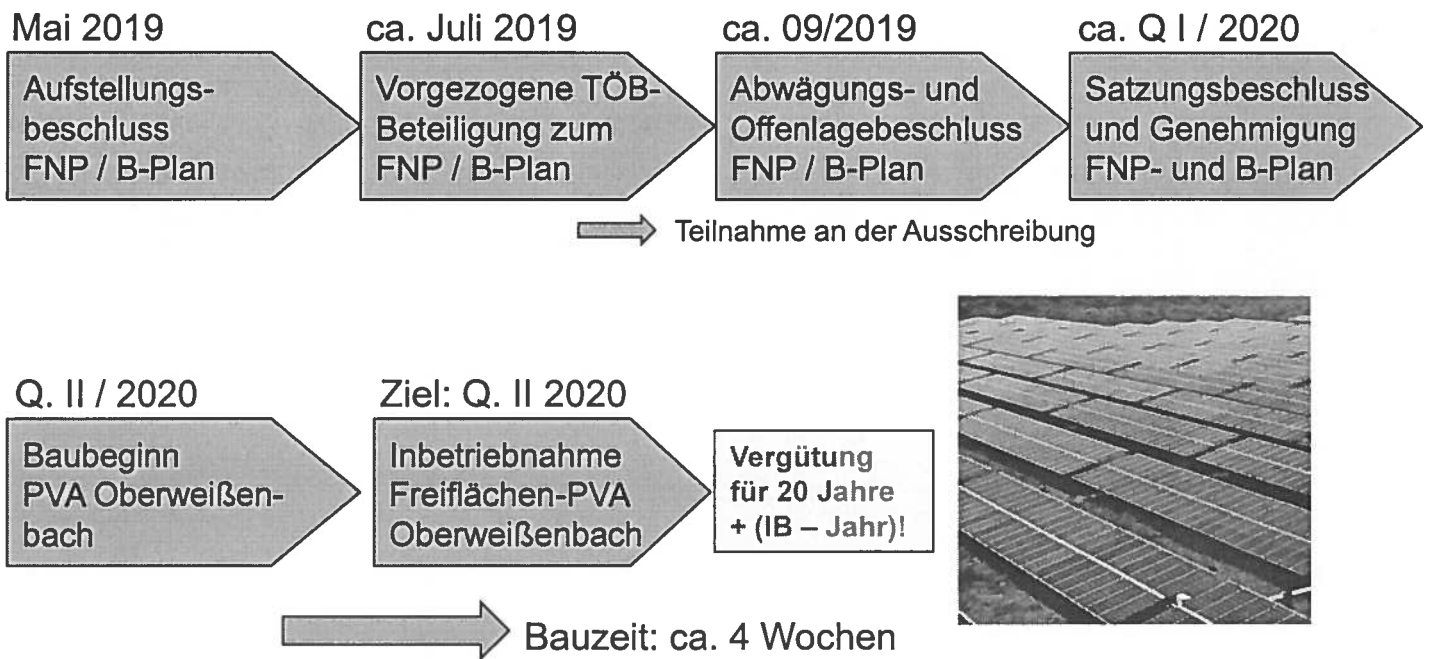 Mai 2019
Aufstellungs-
beschluss
FNP / B-Plan
ca. Juli 2019
Vorgezogene TÖB-
Beteiligung zum
FNP / B-Plan
ca. 09/2019
Abwägungs- und
Offenlagebeschluss
FNP / B-Plan
ca. Q I / 2020
Satzungsbeschluss
und Genehmigung
FNP- und B-Plan
Teilnahme an der Ausschreibung
Q. II / 2020
Baubeginn
PVA Oberweißen-
bach
Ziel: Q. II 2020
Inbetriebnahme
Freiflächen-PVA
Oberweißenbach
Vergütung
für 20 Jahre
+ (IB – Jahr)!
Bauzeit: ca. 4 Wochen